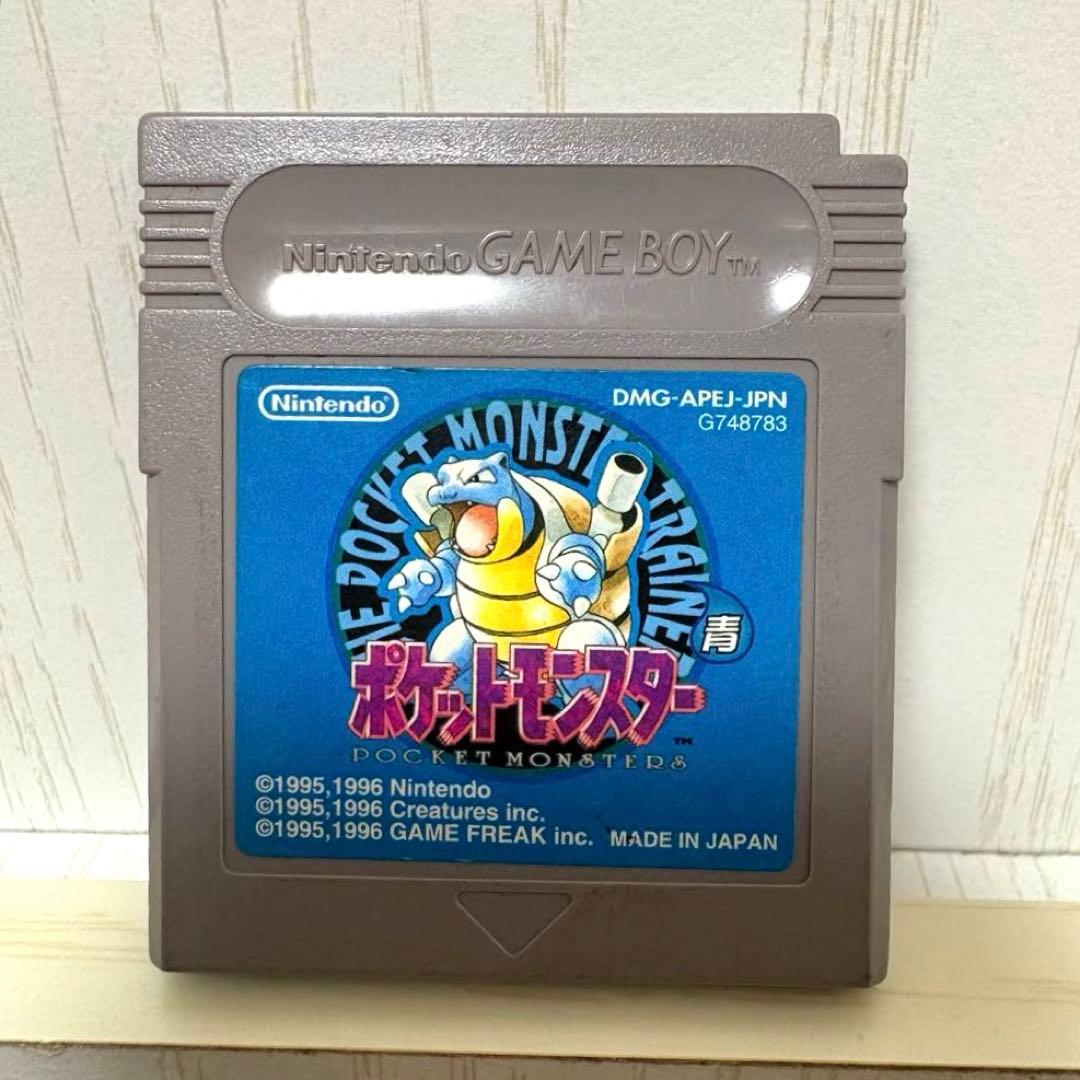 Nintendo GAME BOY™
Nintendo
DMG-APEJ-JPN
G748783
THE POCKET MONSTER TRAINER
青
ポケットモンスター
™
POCKET MONSTERS
©1995,1996 Nintendo
©1995,1996 Creatures inc.
©1995,1996 GAME FREAK inc. MADE IN JAPAN